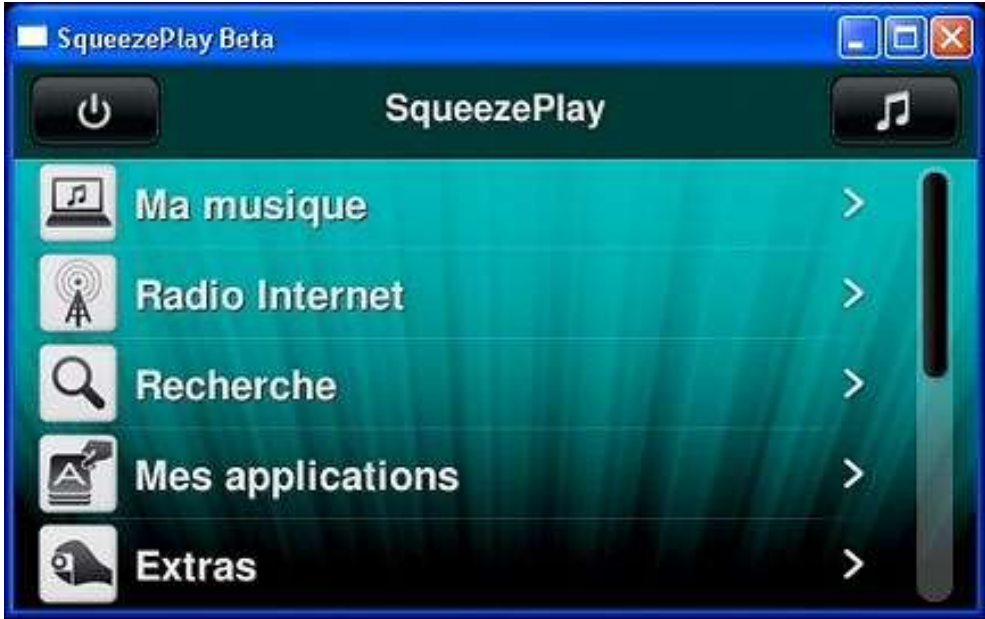 SqueezePlay Beta
SqueezePlay
Ma musique
Radio Internet
Recherche
Mes applications
Extras